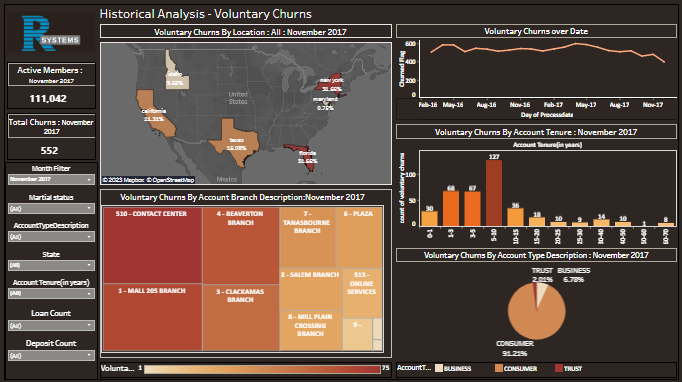 Historical Analysis - Voluntary Churns
R
SYSTEMS
Active Members :
November 2017
111,042
Total Churns : November
2017
552
Month Filter
November 2017
Martial status
(All)
AccountTypeDescription
(All)
State
(All)
Account Tenure(in years)
(All)
Loan Count
(All)
Deposit Count
(All)
Voluntary Churns By Location : All : November 2017
idaho
new york
31.66%
maryland
california
11.31%
United
States
texas
florida
31.66%
Mexico
© 2023 Mapbox © OpenStreetMap
Voluntary Churns By Account Branch Description:November 2017
510 - CONTACT CENTER
4 - BEAVERTON
BRANCH
7 -
TANASBOURNE
BRANCH
6 - PLAZA
1 - MALL 205 BRANCH
3 - CLACKAMAS
BRANCH
2 - SALEM BRANCH
513 -
ONLINE
SERVICES
8 - MILL PLAIN
CROSSING
BRANCH
Volunta...
1
75
Voluntary Churns over Date
Churned Flag
600
400
200
0
Feb-16 May-16 Aug-16 Nov-16 Feb-17 May-17 Aug-17 Nov-17
Day of Processdate
Voluntary Churns By Account Tenure : November 2017
Account Tenure(in years)
count of voluntary churns
30 68 67 127 36 18 10 9 14 10 1 8
0-1 1-3 3-5 5-10 10-15 15-20 20-25 25-30 30-40 40-50 50-60 60-70
Voluntary Churns By Account Type Description : November 2017
TRUST
2.01%
BUSINESS
6.78%
CONSUMER
91.21%
AccountT...
BUSINESS
CONSUMER
TRUST